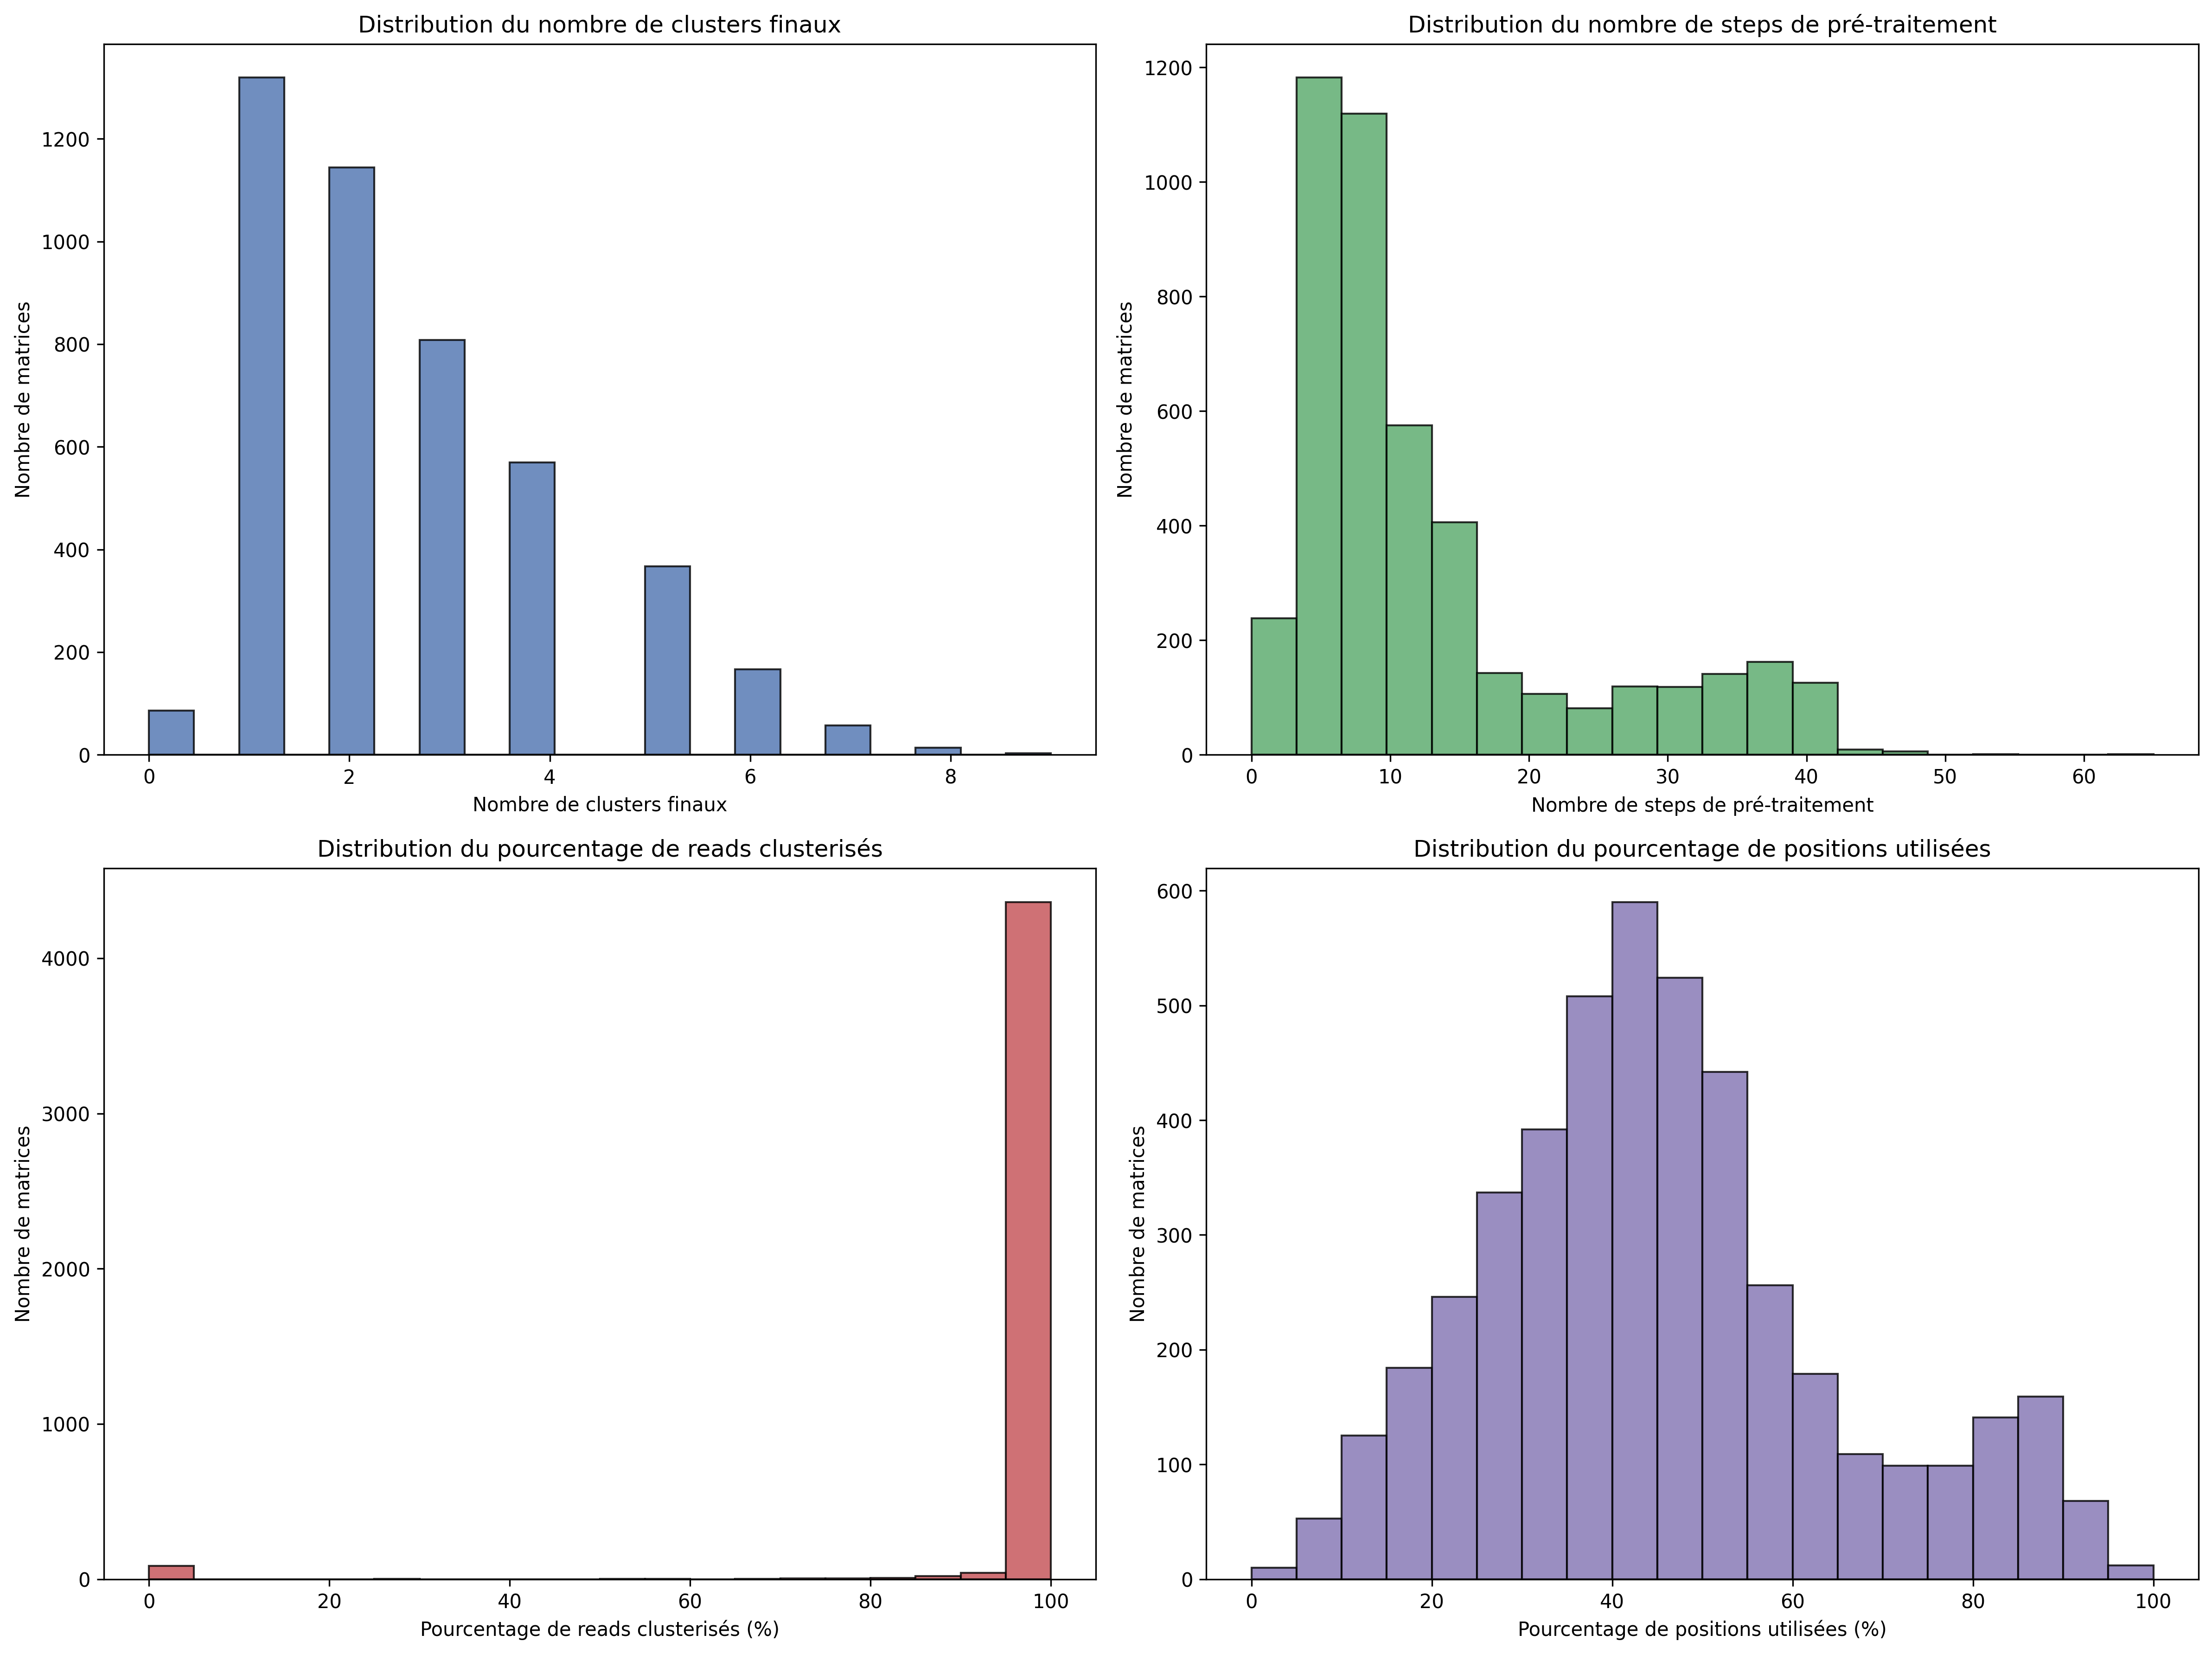 Distribution du nombre de clusters finaux
Nombre de matrices
1200
1000
800
600
400
200
0
0 2 4 6 8
Nombre de clusters finaux
Distribution du nombre de steps de pré-traitement
Nombre de matrices
1200
1000
800
600
400
200
0
0 10 20 30 40 50 60
Nombre de steps de pré-traitement
Distribution du pourcentage de reads clusterisés
Nombre de matrices
4000
3000
2000
1000
0
0 20 40 60 80 100
Pourcentage de reads clusterisés (%)
Distribution du pourcentage de positions utilisées
Nombre de matrices
600
500
400
300
200
100
0
0 20 40 60 80 100
Pourcentage de positions utilisées (%)